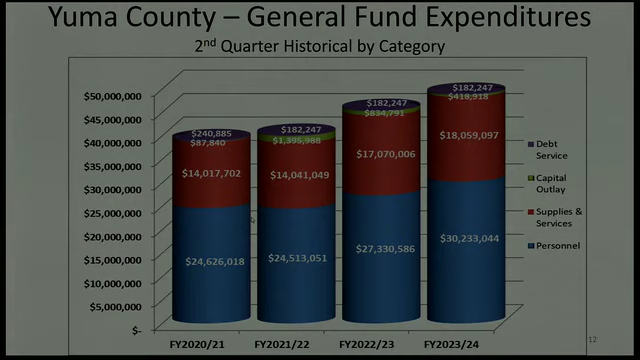 Yuma County – General Fund Expenditures
2nd Quarter Historical by Category
$50,000,000
$45,000,000
$40,000,000
$35,000,000
$30,000,000
$25,000,000
$20,000,000
$15,000,000
$10,000,000
$5,000,000
$-
$240,885
$87,840
$14,017,702
$24,626,018
$182,247
$1,395,988
$14,041,049
$24,513,051
$182,247
$834,791
$17,070,006
$27,330,586
$182,247
$418,918
$18,059,097
$30,233,044
FY2020/21
FY2021/22
FY2022/23
FY2023/24
Debt
Service
Capital
Outlay
Supplies &
Services
Personnel
12